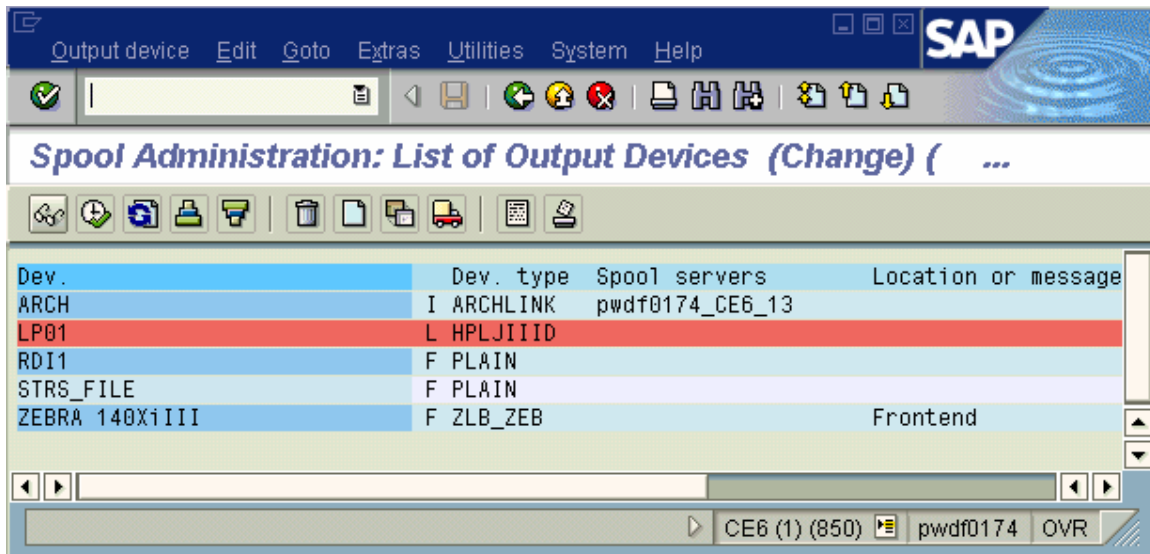 Output device Edit Goto Extras Utilities System Help
SAP
Spool Administration: List of Output Devices (Change) ( ...
Dev. Dev. type Spool servers Location or message
ARCH I ARCHLINK pwdf0174_CE6_13
LP01 L HPLJIIID
RDI1 F PLAIN
STRS_FILE F PLAIN
ZEBRA 140XiIII F ZLB_ZEB Frontend
CE6 (1) (850) pwdf0174 OVR